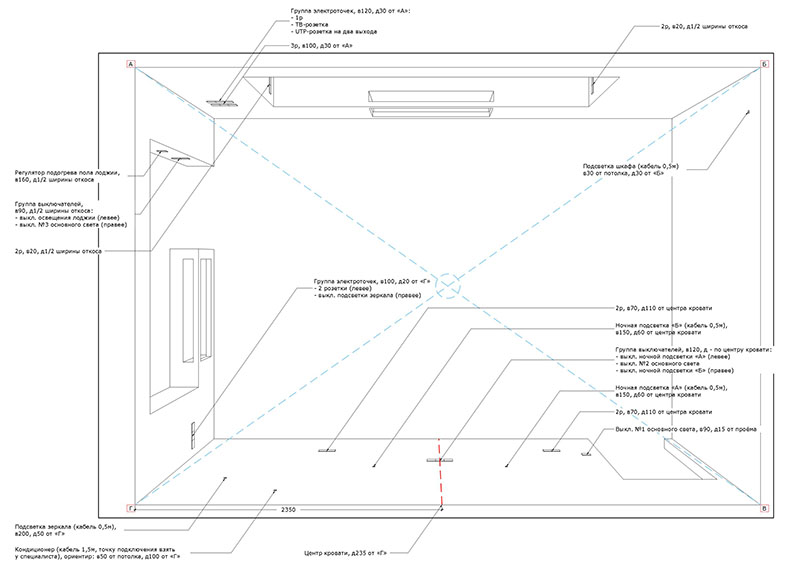 Группа электроточек, в120, д30 от «А»:
- 1р
- ТВ-розетка
- UTP-розетка на два выхода
3р, в100, д30 от «А»
2р, в20, д1/2 ширины откоса
А
Б
Подсветка шкафа (кабель 0,5м)
в30 от потолка, д30 от «Б»
Регулятор подогрева пола лоджии,
в160, д1/2 ширины откоса
Группа выключателей,
в90, д1/2 ширины откоса:
- выкл. освещения лоджии (левее)
- выкл. №3 основного света (правее)
2р, в20, д1/2 ширины откоса
Группа электроточек, в100, д20 от «Г»
- 2 розетки (левее)
- выкл. подсветки зеркала (правее)
2р, в70, д110 от центра кровати
Ночная подсветка «Б» (кабель 0,5м),
в150, д60 от центра кровати
Группа выключателей, в120, д - по центру кровати:
- выкл. ночной подсветки «А» (левее)
- выкл. №2 основного света
- выкл. ночной подсветки «Б» (правее)
Ночная подсветка «А» (кабель 0,5м),
в150, д60 от центра кровати
2р, в70, д110 от центра кровати
Выкл. №1 основного света, в90, д15 от проёма
Г
2350
В
Подсветка зеркала (кабель 0,5м),
в200, д50 от «Г»
Кондиционер (кабель 1,5м, точку подключения взять
у специалиста), ориентир: в50 от потолка, д100 от «Г»
Центр кровати, д235 от «Г»